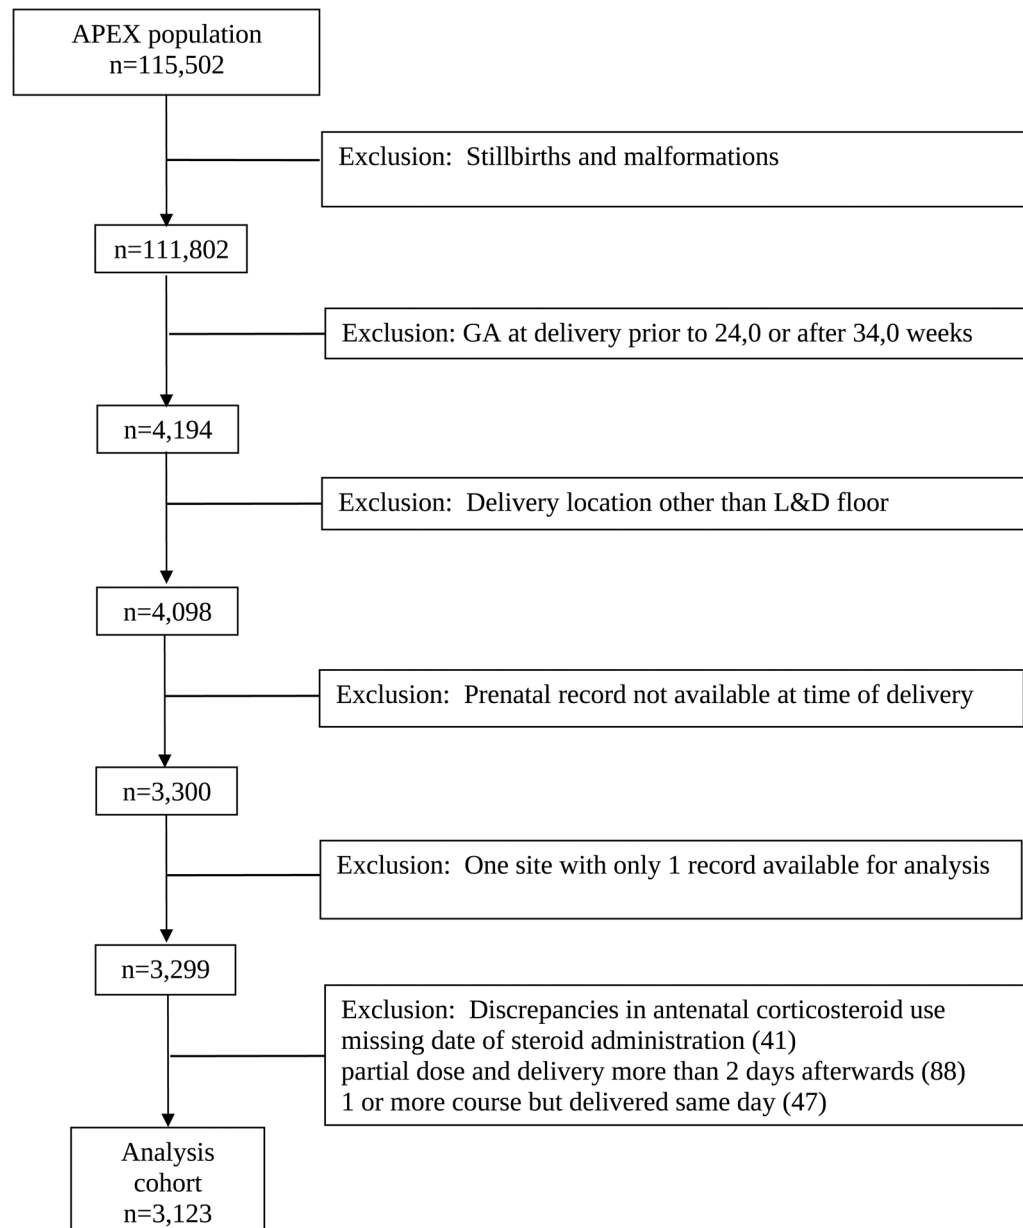 APEX population
n=115,502
Exclusion:  Stillbirths and malformations
n=111,802
Exclusion: GA at delivery prior to 24,0 or after 34,0 weeks
n=4,194
Exclusion:  Delivery location other than L&D floor
n=4,098
Exclusion:  Prenatal record not available at time of delivery
n=3,300
Exclusion:  One site with only 1 record available for analysis
n=3,299
Exclusion:  Discrepancies in antenatal corticosteroid use
missing date of steroid administration (41)
partial dose and delivery more than 2 days afterwards (88)
1 or more course but delivered same day (47)
Analysis
cohort
n=3,123